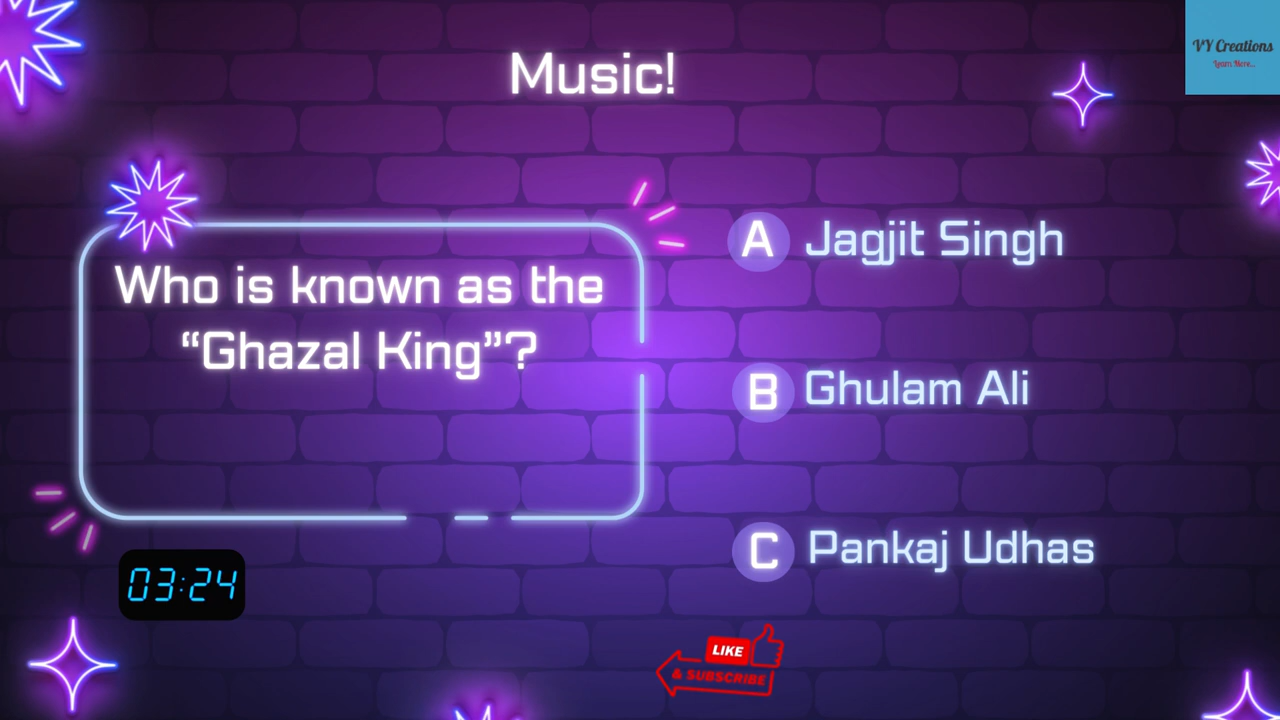 Music!
VY Creations
Learn Here..
Who is known as the
“Ghazal King”?
A Jagjit Singh
B Ghulam Ali
C Pankaj Udhas
03:24
LIKE
& SUBSCRIBE